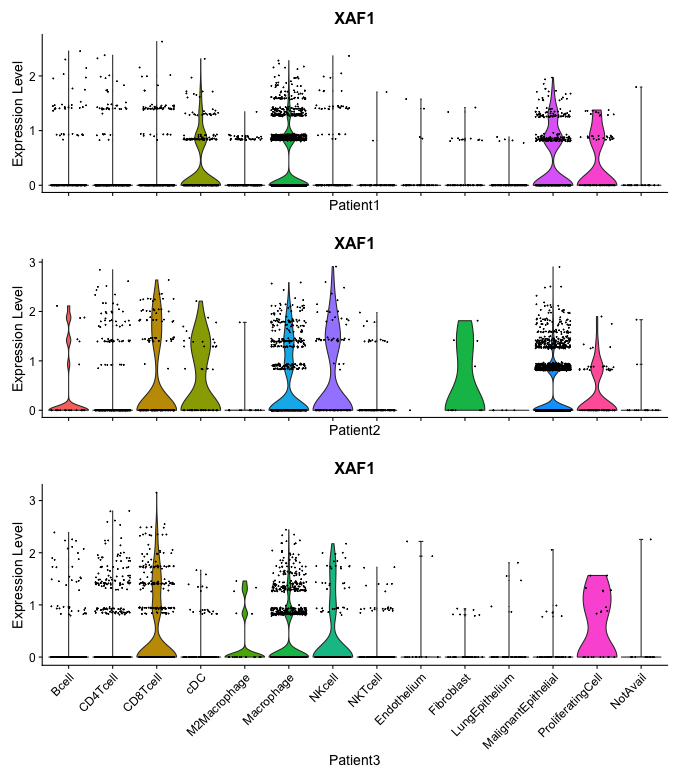 XAF1
Expression Level
2
1
0
Patient1
XAF1
Expression Level
3
2
1
0
Patient2
XAF1
Expression Level
3
2
1
0
Bcell
CD4Tcell
CD8Tcell
cDC
M2Macrophage
Macrophage
NKcell
NKTcell
Endothelium
Fibroblast
LungEpithelium
MalignantEpithelial
ProliferatingCell
NotAvail
Patient3